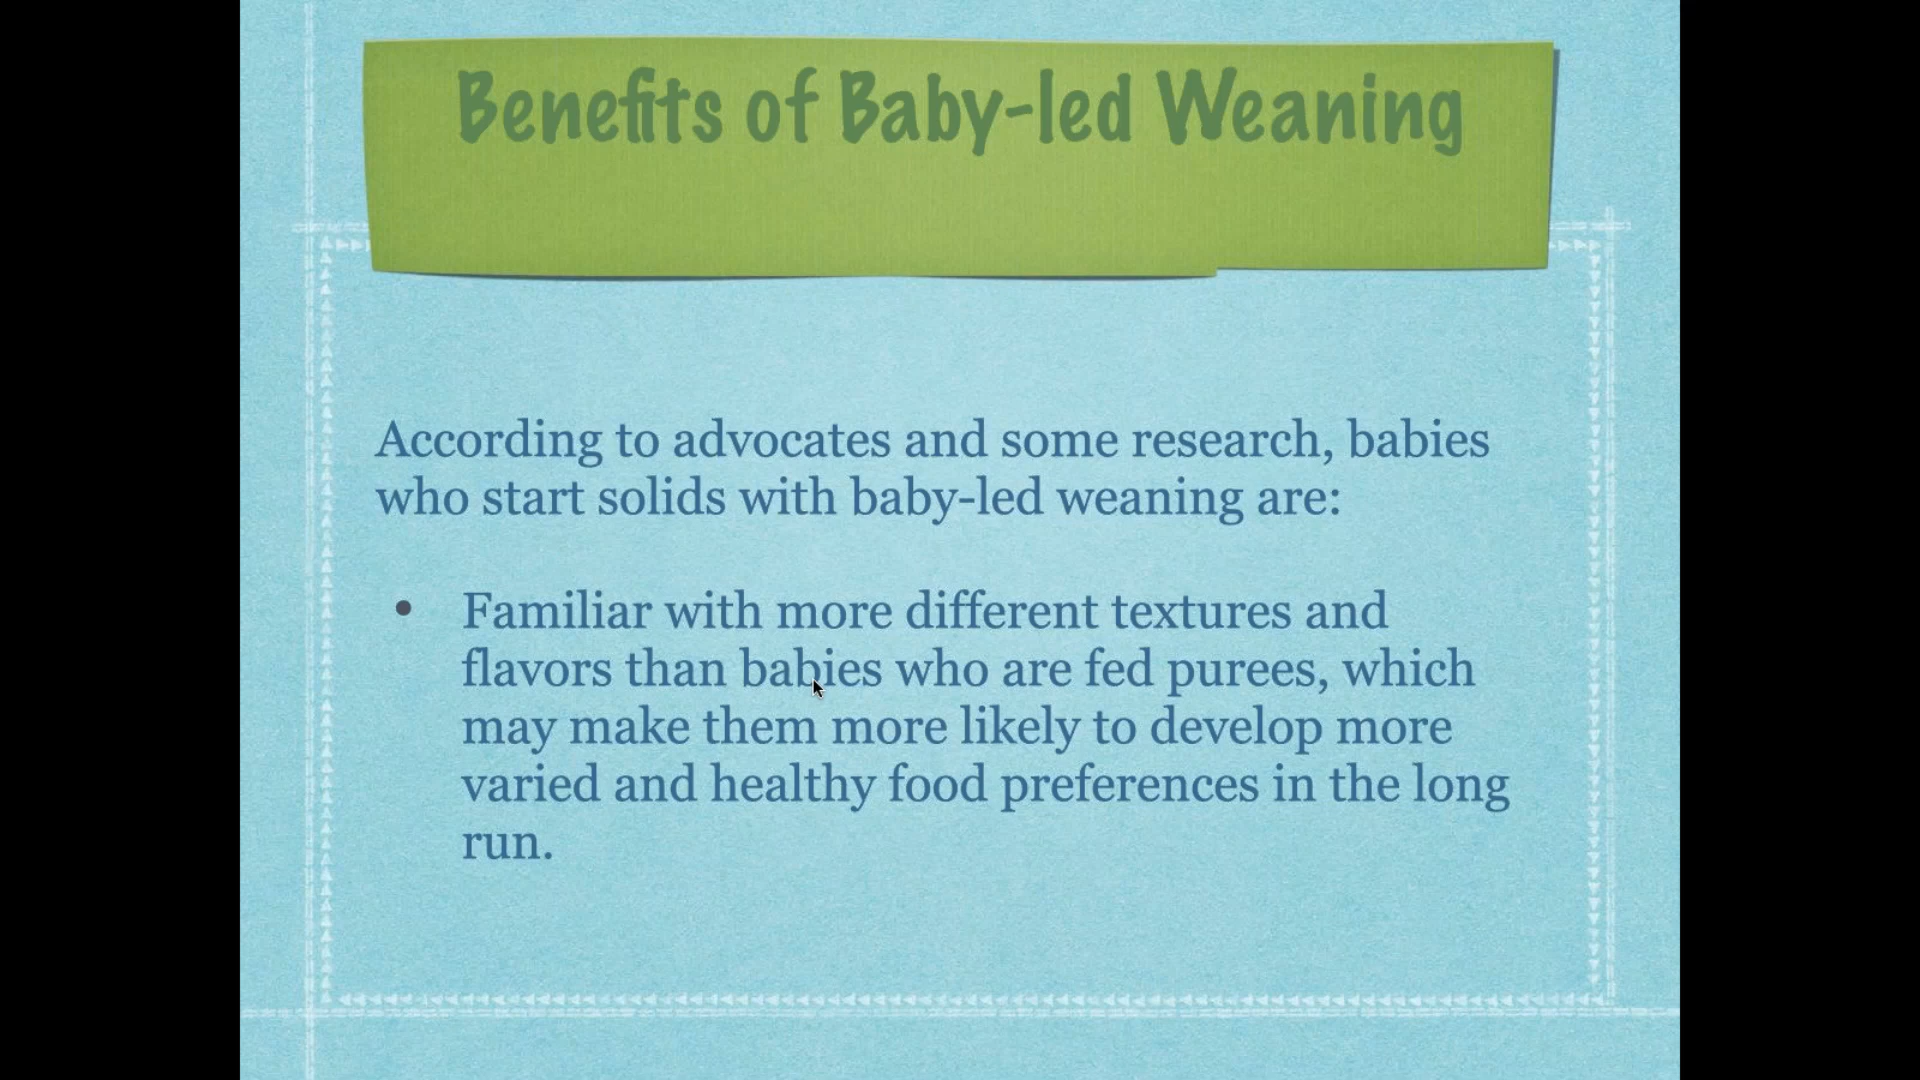 Benefits of Baby-led Weaning
According to advocates and some research, babies
who start solids with baby-led weaning are:
• Familiar with more different textures and
flavors than babies who are fed purees, which
may make them more likely to develop more
varied and healthy food preferences in the long
run.